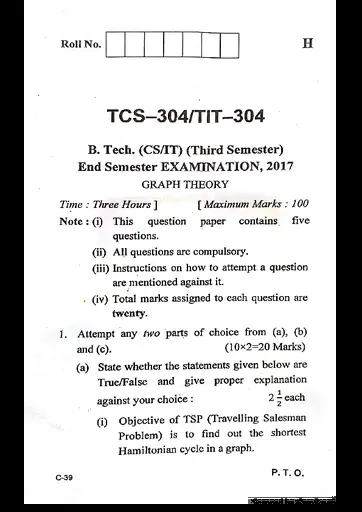 Roll No.
H
TCS–304/TIT–304
B. Tech. (CS/IT) (Third Semester)
End Semester EXAMINATION, 2017
GRAPH THEORY
Time : Three Hours ] [ Maximum Marks : 100
Note : (i) This question paper contains five
questions.
(ii) All questions are compulsory.
(iii) Instructions on how to attempt a question
are mentioned against it.
(iv) Total marks assigned to each question are
twenty.
1. Attempt any two parts of choice from (a), (b)
and (c). (10×2=20 Marks)
(a) State whether the statements given below are
True/False and give proper explanation
against your choice : 2 1/2 each
(i) Objective of TSP (Travelling Salesman
Problem) is to find out the shortest
Hamiltonian cycle in a graph.
C-39
P. T. O.